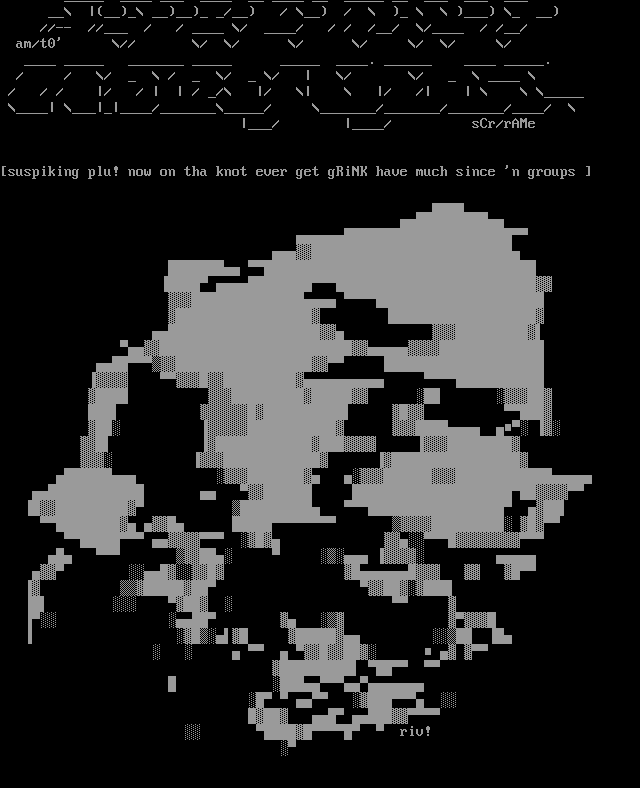 am/t0'
sCr/rAMe
[suspiking plu! now on tha knot ever get gRiNK have much since 'n groups ]
riv!